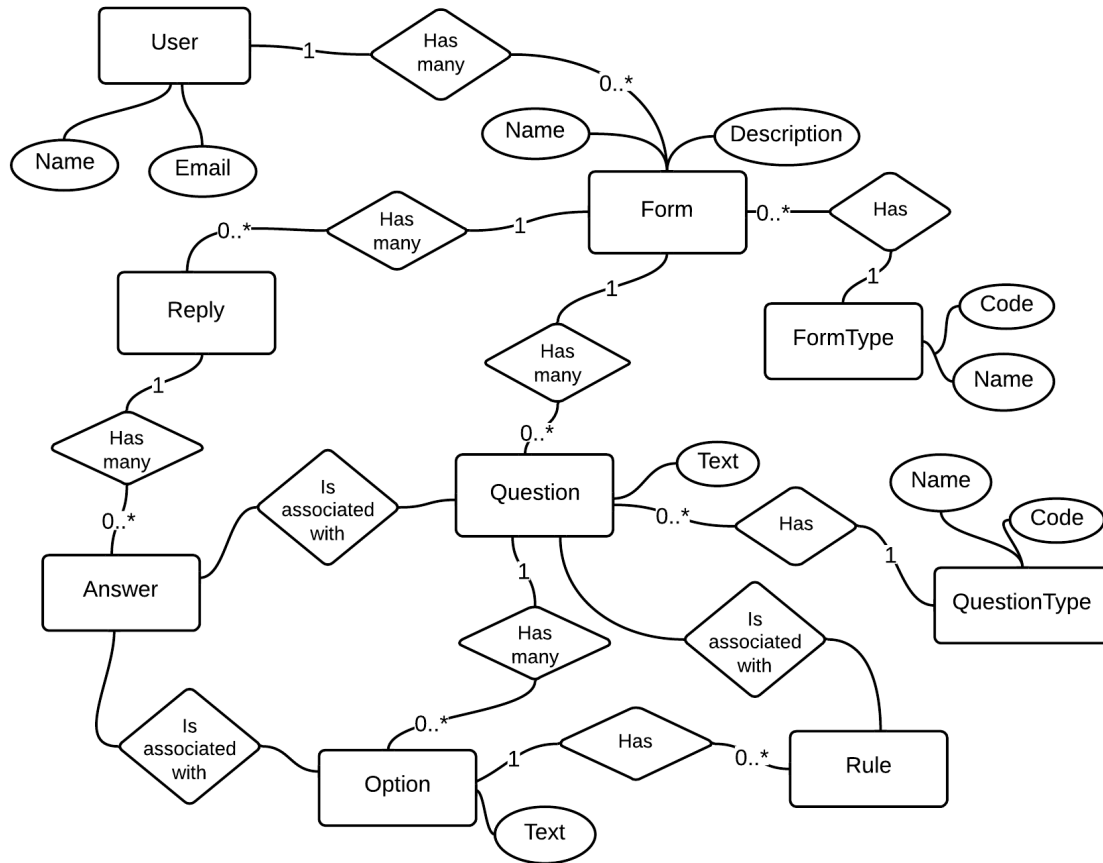 User
1
Has
many
0..*
Name
Email
Name
Description
Form
0..*
Has
1
Has
many
0..*
1
Reply
1
Has
many
FormType
Code
Name
1
Has
many
0..*
0..*
Is
associated
with
Question
Text
0..*
Has
1
Name
Code
QuestionType
Answer
1
Has
many
0..*
Is
associated
with
Is
associated
with
Option
1
Has
0..*
Rule
Text